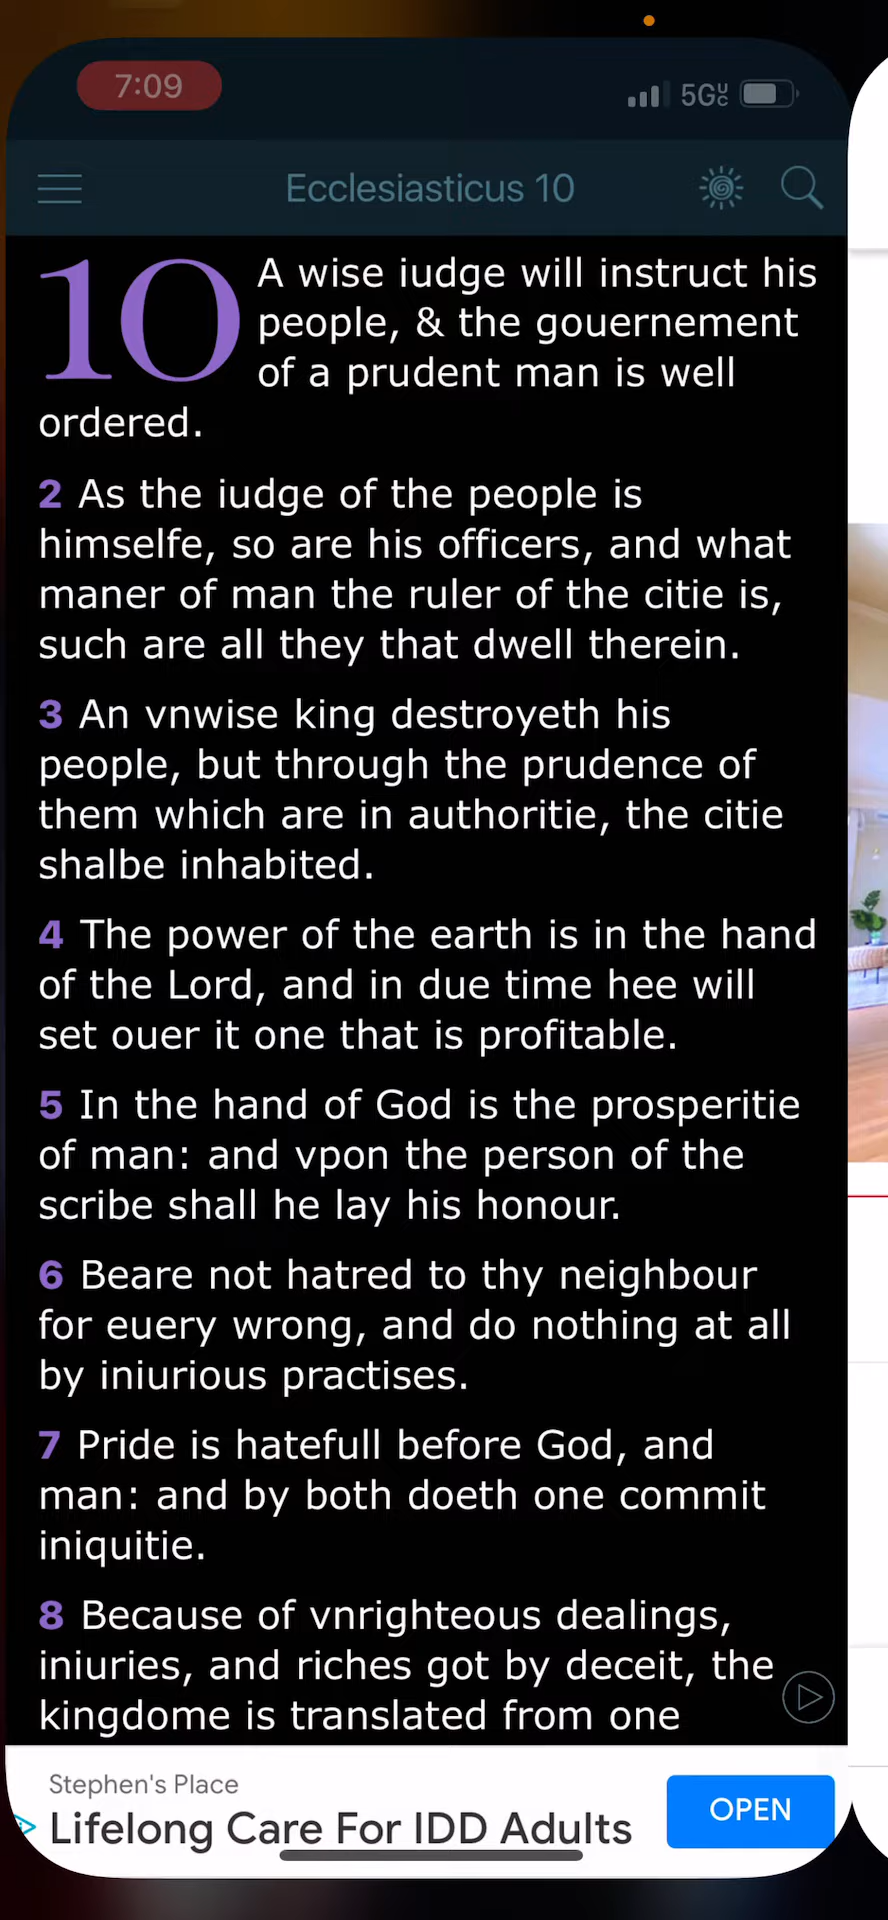 7:09
5GUC
Ecclesiasticus 10
10 A wise iudge will instruct his
people, & the gouernement
of a prudent man is well
ordered.
2 As the iudge of the people is
himselfe, so are his officers, and what
maner of man the ruler of the citie is,
such are all they that dwell therein.
3 An vnwise king destroyeth his
people, but through the prudence of
them which are in authoritie, the citie
shalbe inhabited.
4 The power of the earth is in the hand
of the Lord, and in due time hee will
set ouer it one that is profitable.
5 In the hand of God is the prosperitie
of man: and vpon the person of the
scribe shall he lay his honour.
6 Beare not hatred to thy neighbour
for euery wrong, and do nothing at all
by iniurious practises.
7 Pride is hatefull before God, and
man: and by both doeth one commit
iniquitie.
8 Because of vnrighteous dealings,
iniuries, and riches got by deceit, the
kingdome is translated from one
Stephen's Place
Lifelong Care For IDD Adults
OPEN